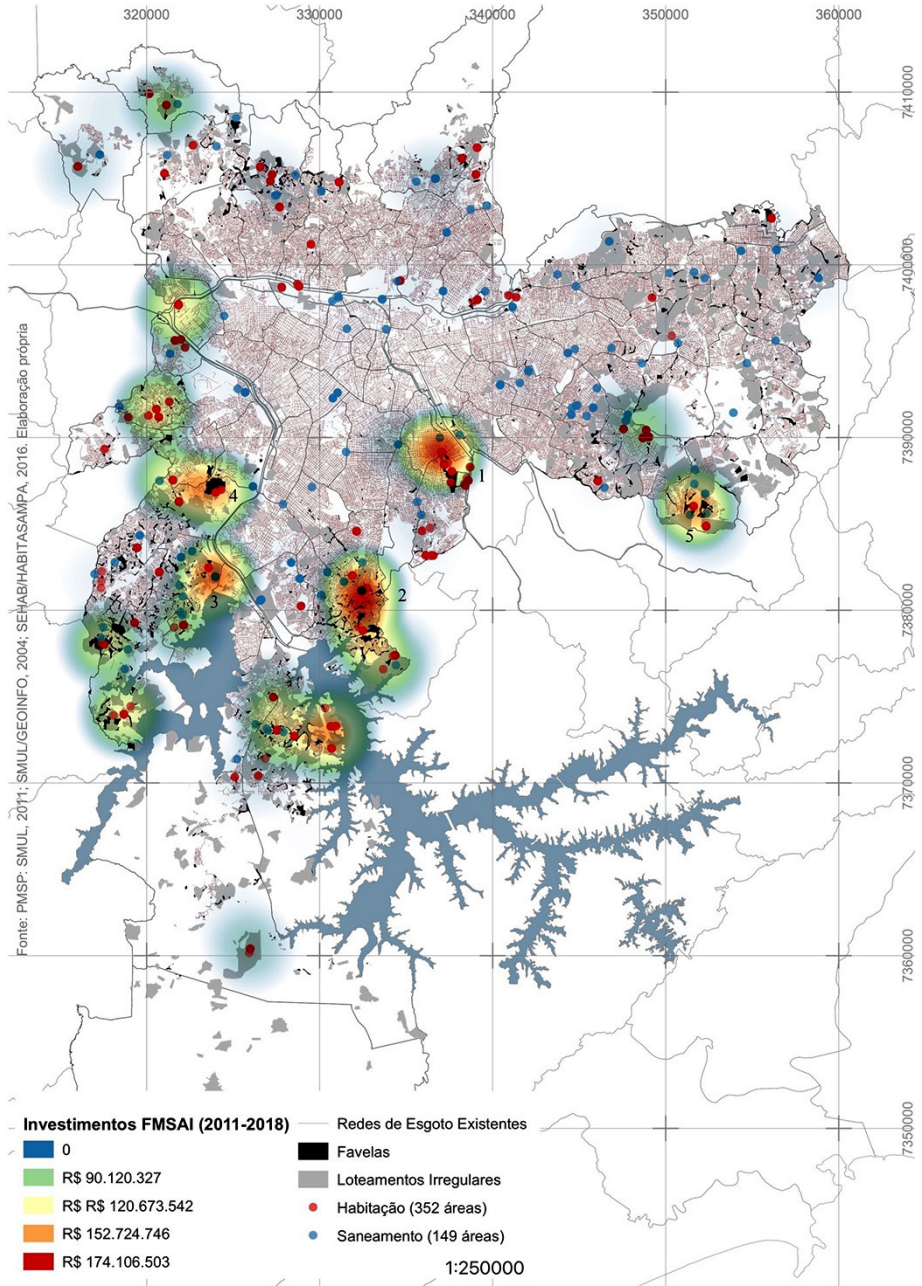 320000
330000
340000
350000
360000
7410000
7400000
7390000
7380000
7370000
7360000
7350000
1
2
3
4
5
Fonte: PMSP: SMUL, 2011; SMUL/GEOINFO, 2004; SEHAB/HABITASAMPA, 2016. Elaboração própria
Investimentos FMSAI (2011-2018)
0
R$ 90.120.327
R$ R$ 120.673.542
R$ 152.724.746
R$ 174.106.503
Redes de Esgoto Existentes
Favelas
Loteamentos Irregulares
Habitação (352 áreas)
Saneamento (149 áreas)
1:250000